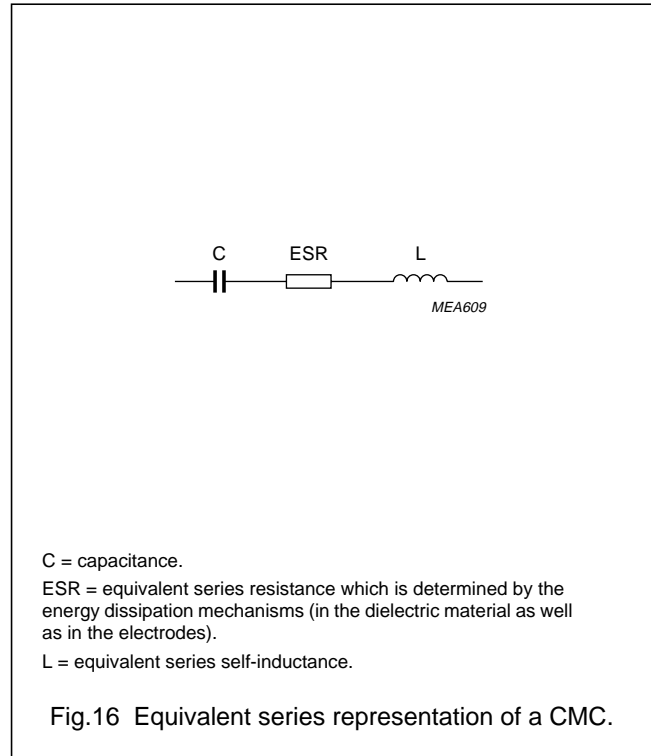 C ESR L
MEA609
C = capacitance.
ESR = equivalent series resistance which is determined by the
energy dissipation mechanisms (in the dielectric material as well
as in the electrodes).
L = equivalent series self-inductance.
Fig.16 Equivalent series representation of a CMC.